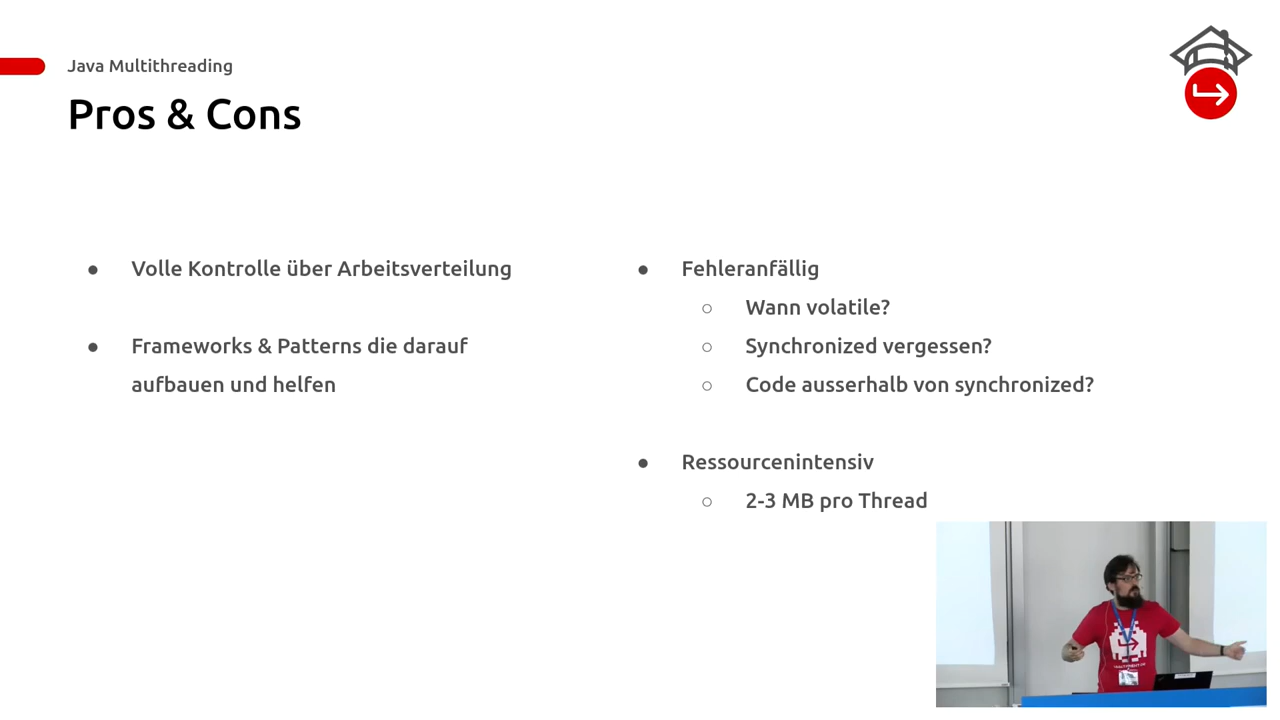 Java Multithreading
Pros & Cons
Volle Kontrolle über Arbeitsverteilung
Frameworks & Patterns die darauf
aufbauen und helfen
Fehleranfällig
Wann volatile?
Synchronized vergessen?
Code ausserhalb von synchronized?
Ressourcenintensiv
2-3 MB pro Thread